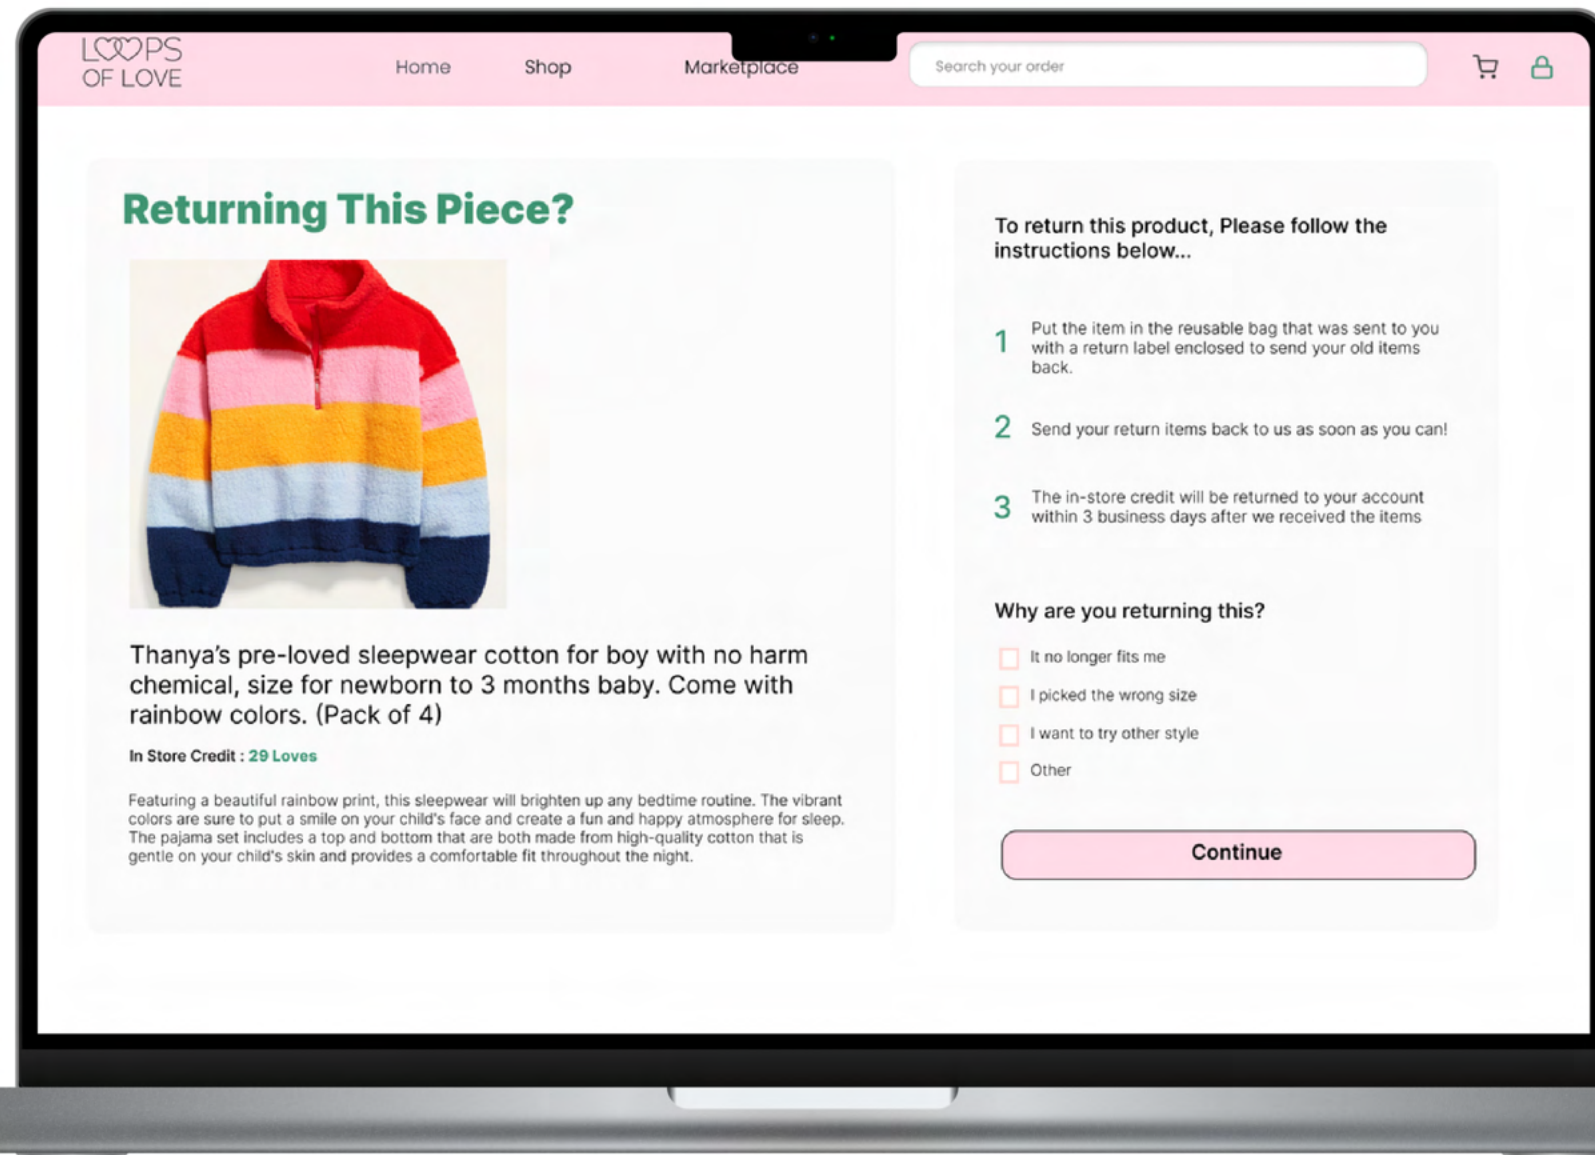 LOOPS
OF LOVE
Home
Shop
Marketplace
Search your order
Returning This Piece?
Thanya's pre-loved sleepwear cotton for boy with no harm
chemical, size for newborn to 3 months baby. Come with
rainbow colors. (Pack of 4)
In Store Credit : 29 Loves
Featuring a beautiful rainbow print, this sleepwear will brighten up any bedtime routine. The vibrant
colors are sure to put a smile on your child's face and create a fun and happy atmosphere for sleep.
The pajama set includes a top and bottom that are both made from high-quality cotton that is
gentle on your child's skin and provides a comfortable fit throughout the night.
To return this product, Please follow the
instructions below...
1
Put the item in the reusable bag that was sent to you
with a return label enclosed to send your old items
back.
2
Send your return items back to us as soon as you can!
3
The in-store credit will be returned to your account
within 3 business days after we received the items
Why are you returning this?
It no longer fits me
I picked the wrong size
I want to try other style
Other
Continue